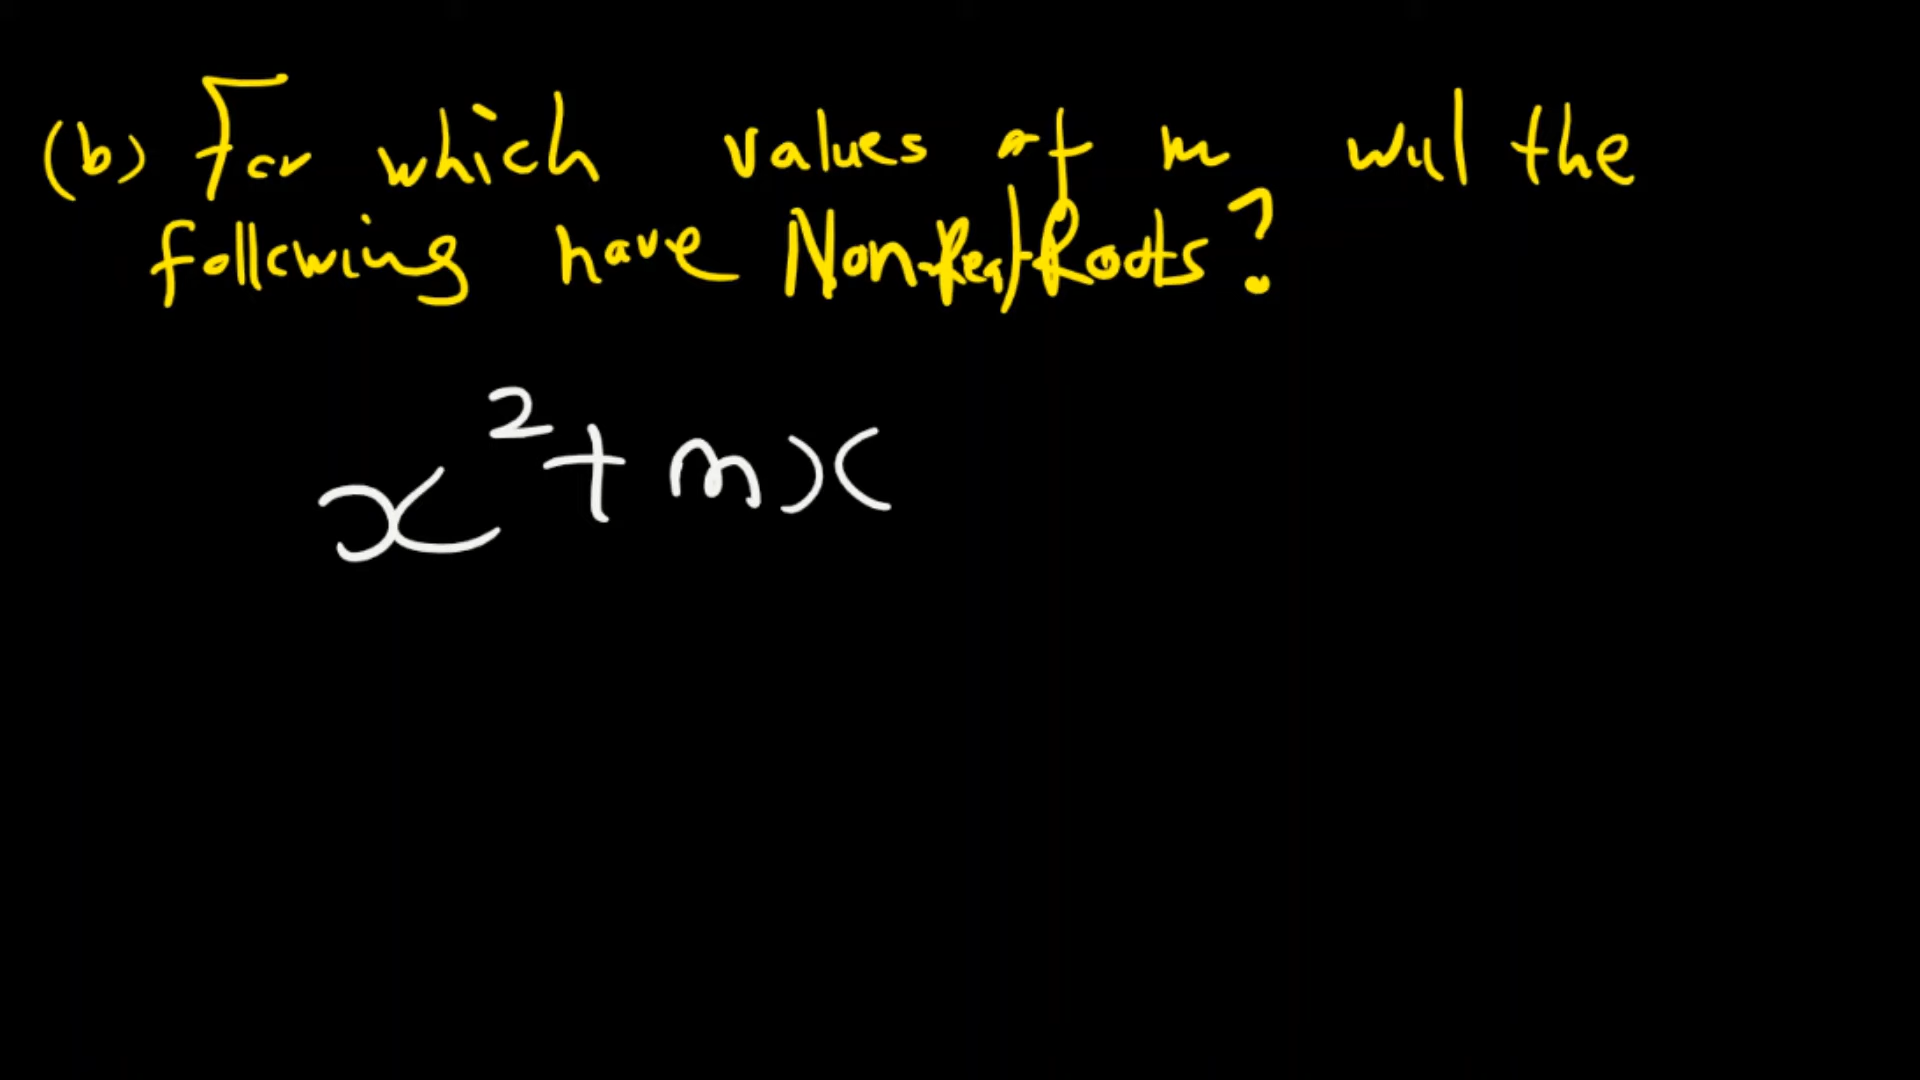 (b) For which values of m will the
following have Non-Real-Roots?
x² + mx